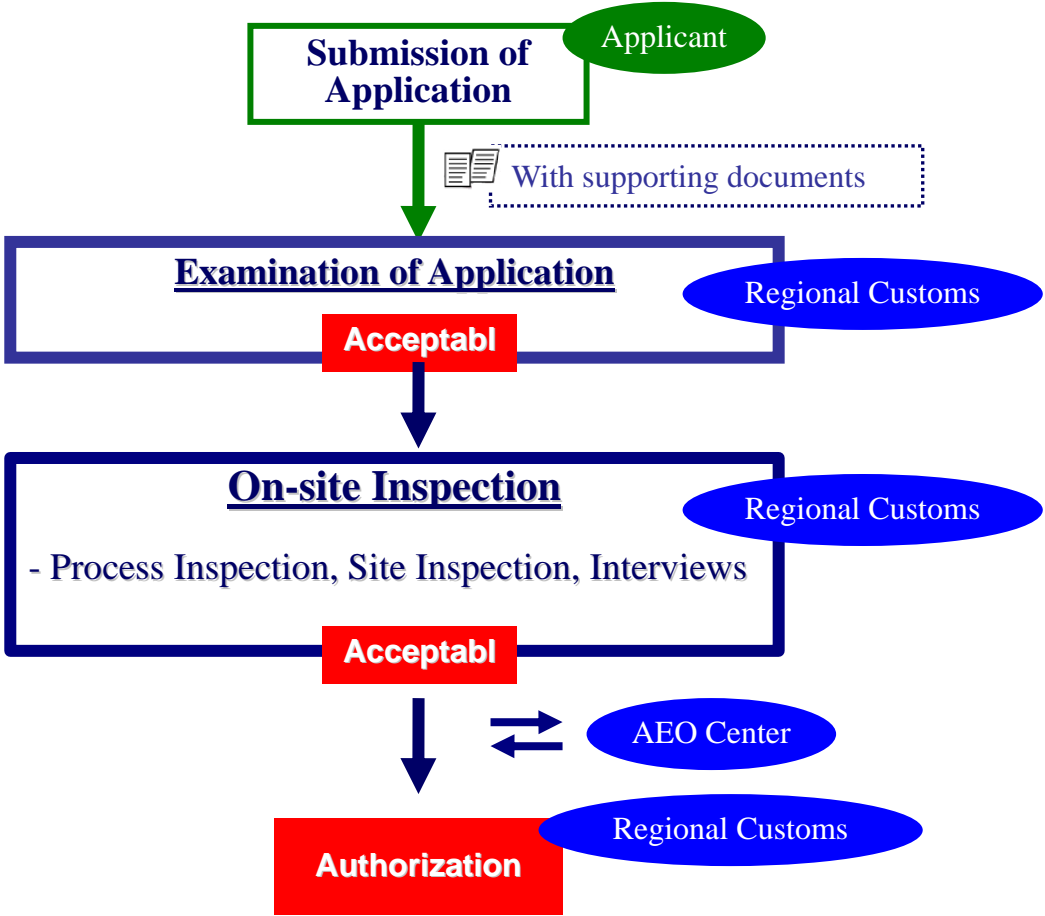 Submission of
Application
Applicant
With supporting documents
Examination of Application
Regional Customs
Acceptabl
On-site Inspection
Regional Customs
- Process Inspection, Site Inspection, Interviews
Acceptabl
AEO Center
Regional Customs
Authorization